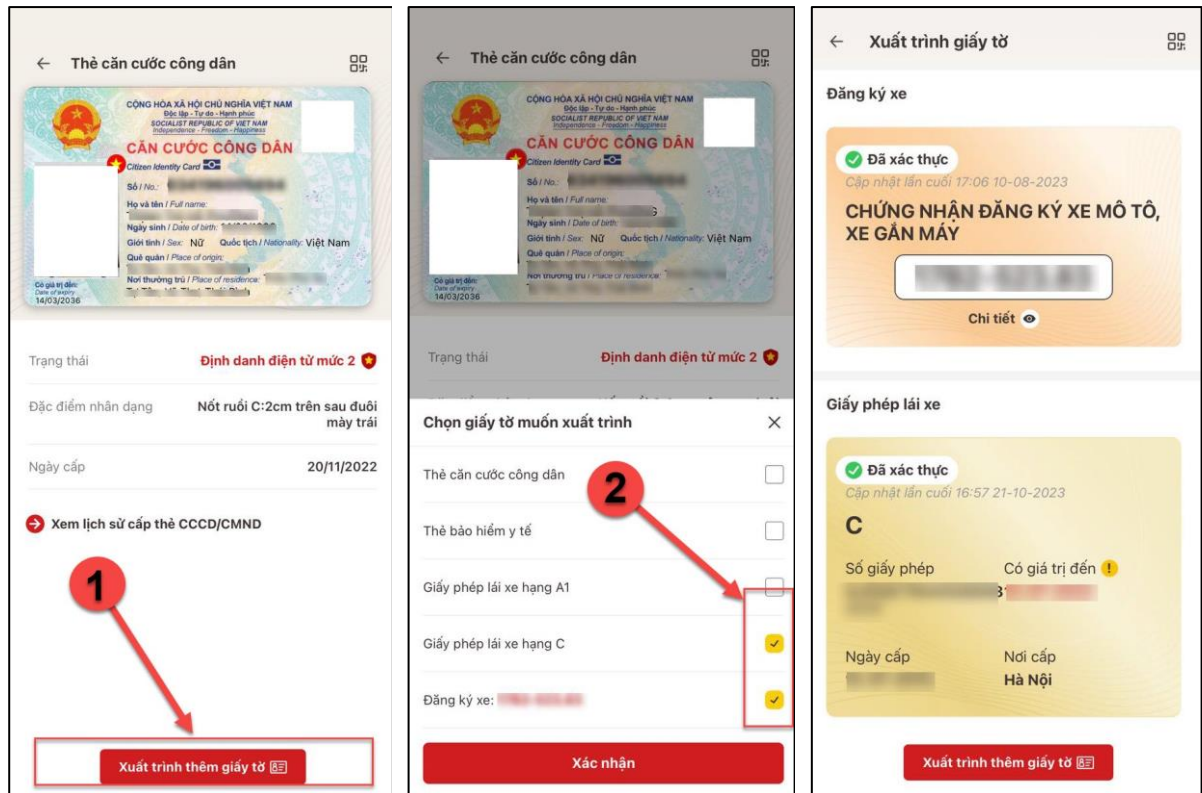 Thẻ căn cước công dân
CỘNG HÒA XÃ HỘI CHỦ NGHĨA VIỆT NAM
Độc lập - Tự do - Hạnh phúc
SOCIALIST REPUBLIC OF VIET NAM
Independence - Freedom - Happiness
CĂN CƯỚC CÔNG DÂN
Citizen Identity Card
Số / No.:
Họ và tên / Full name:
Ngày sinh / Date of birth:
Giới tính / Sex: NỮ Quốc tịch / Nationality: Việt Nam
Quê quán / Place of origin:
Nơi thường trú / Place of residence:
Có giá trị đến:
Date of expiry
14/03/2036
Trạng thái
Định danh điện tử mức 2
Đặc điểm nhân dạng
Nốt ruồi C:2cm trên sau đuôi
mày trái
Ngày cấp
20/11/2022
Xem lịch sử cấp thẻ CCCD/CMND
1
Xuất trình thêm giấy tờ
Thẻ căn cước công dân
CỘNG HÒA XÃ HỘI CHỦ NGHĨA VIỆT NAM
Độc lập - Tự do - Hạnh phúc
SOCIALIST REPUBLIC OF VIET NAM
Independence - Freedom - Happiness
CĂN CƯỚC CÔNG DÂN
Citizen Identity Card
Số / No.:
Họ và tên / Full name:
Ngày sinh / Date of birth:
Giới tính / Sex: NỮ Quốc tịch / Nationality: Việt Nam
Quê quán / Place of origin:
Nơi thường trú / Place of residence:
Có giá trị đến:
Date of expiry
14/03/2036
Trạng thái
Định danh điện tử mức 2
Chọn giấy tờ muốn xuất trình
Thẻ căn cước công dân
2
Thẻ bảo hiểm y tế
Giấy phép lái xe hạng A1
Giấy phép lái xe hạng C
Đăng ký xe:
Xác nhận
Xuất trình giấy tờ
Đăng ký xe
Đã xác thực
Cập nhật lần cuối 17:06 10-08-2023
CHỨNG NHẬN ĐĂNG KÝ XE MÔ TÔ,
XE GẮN MÁY
Chi tiết
Giấy phép lái xe
Đã xác thực
Cập nhật lần cuối 16:57 21-10-2023
C
Số giấy phép
Có giá trị đến
Ngày cấp
Nơi cấp
Hà Nội
Xuất trình thêm giấy tờ